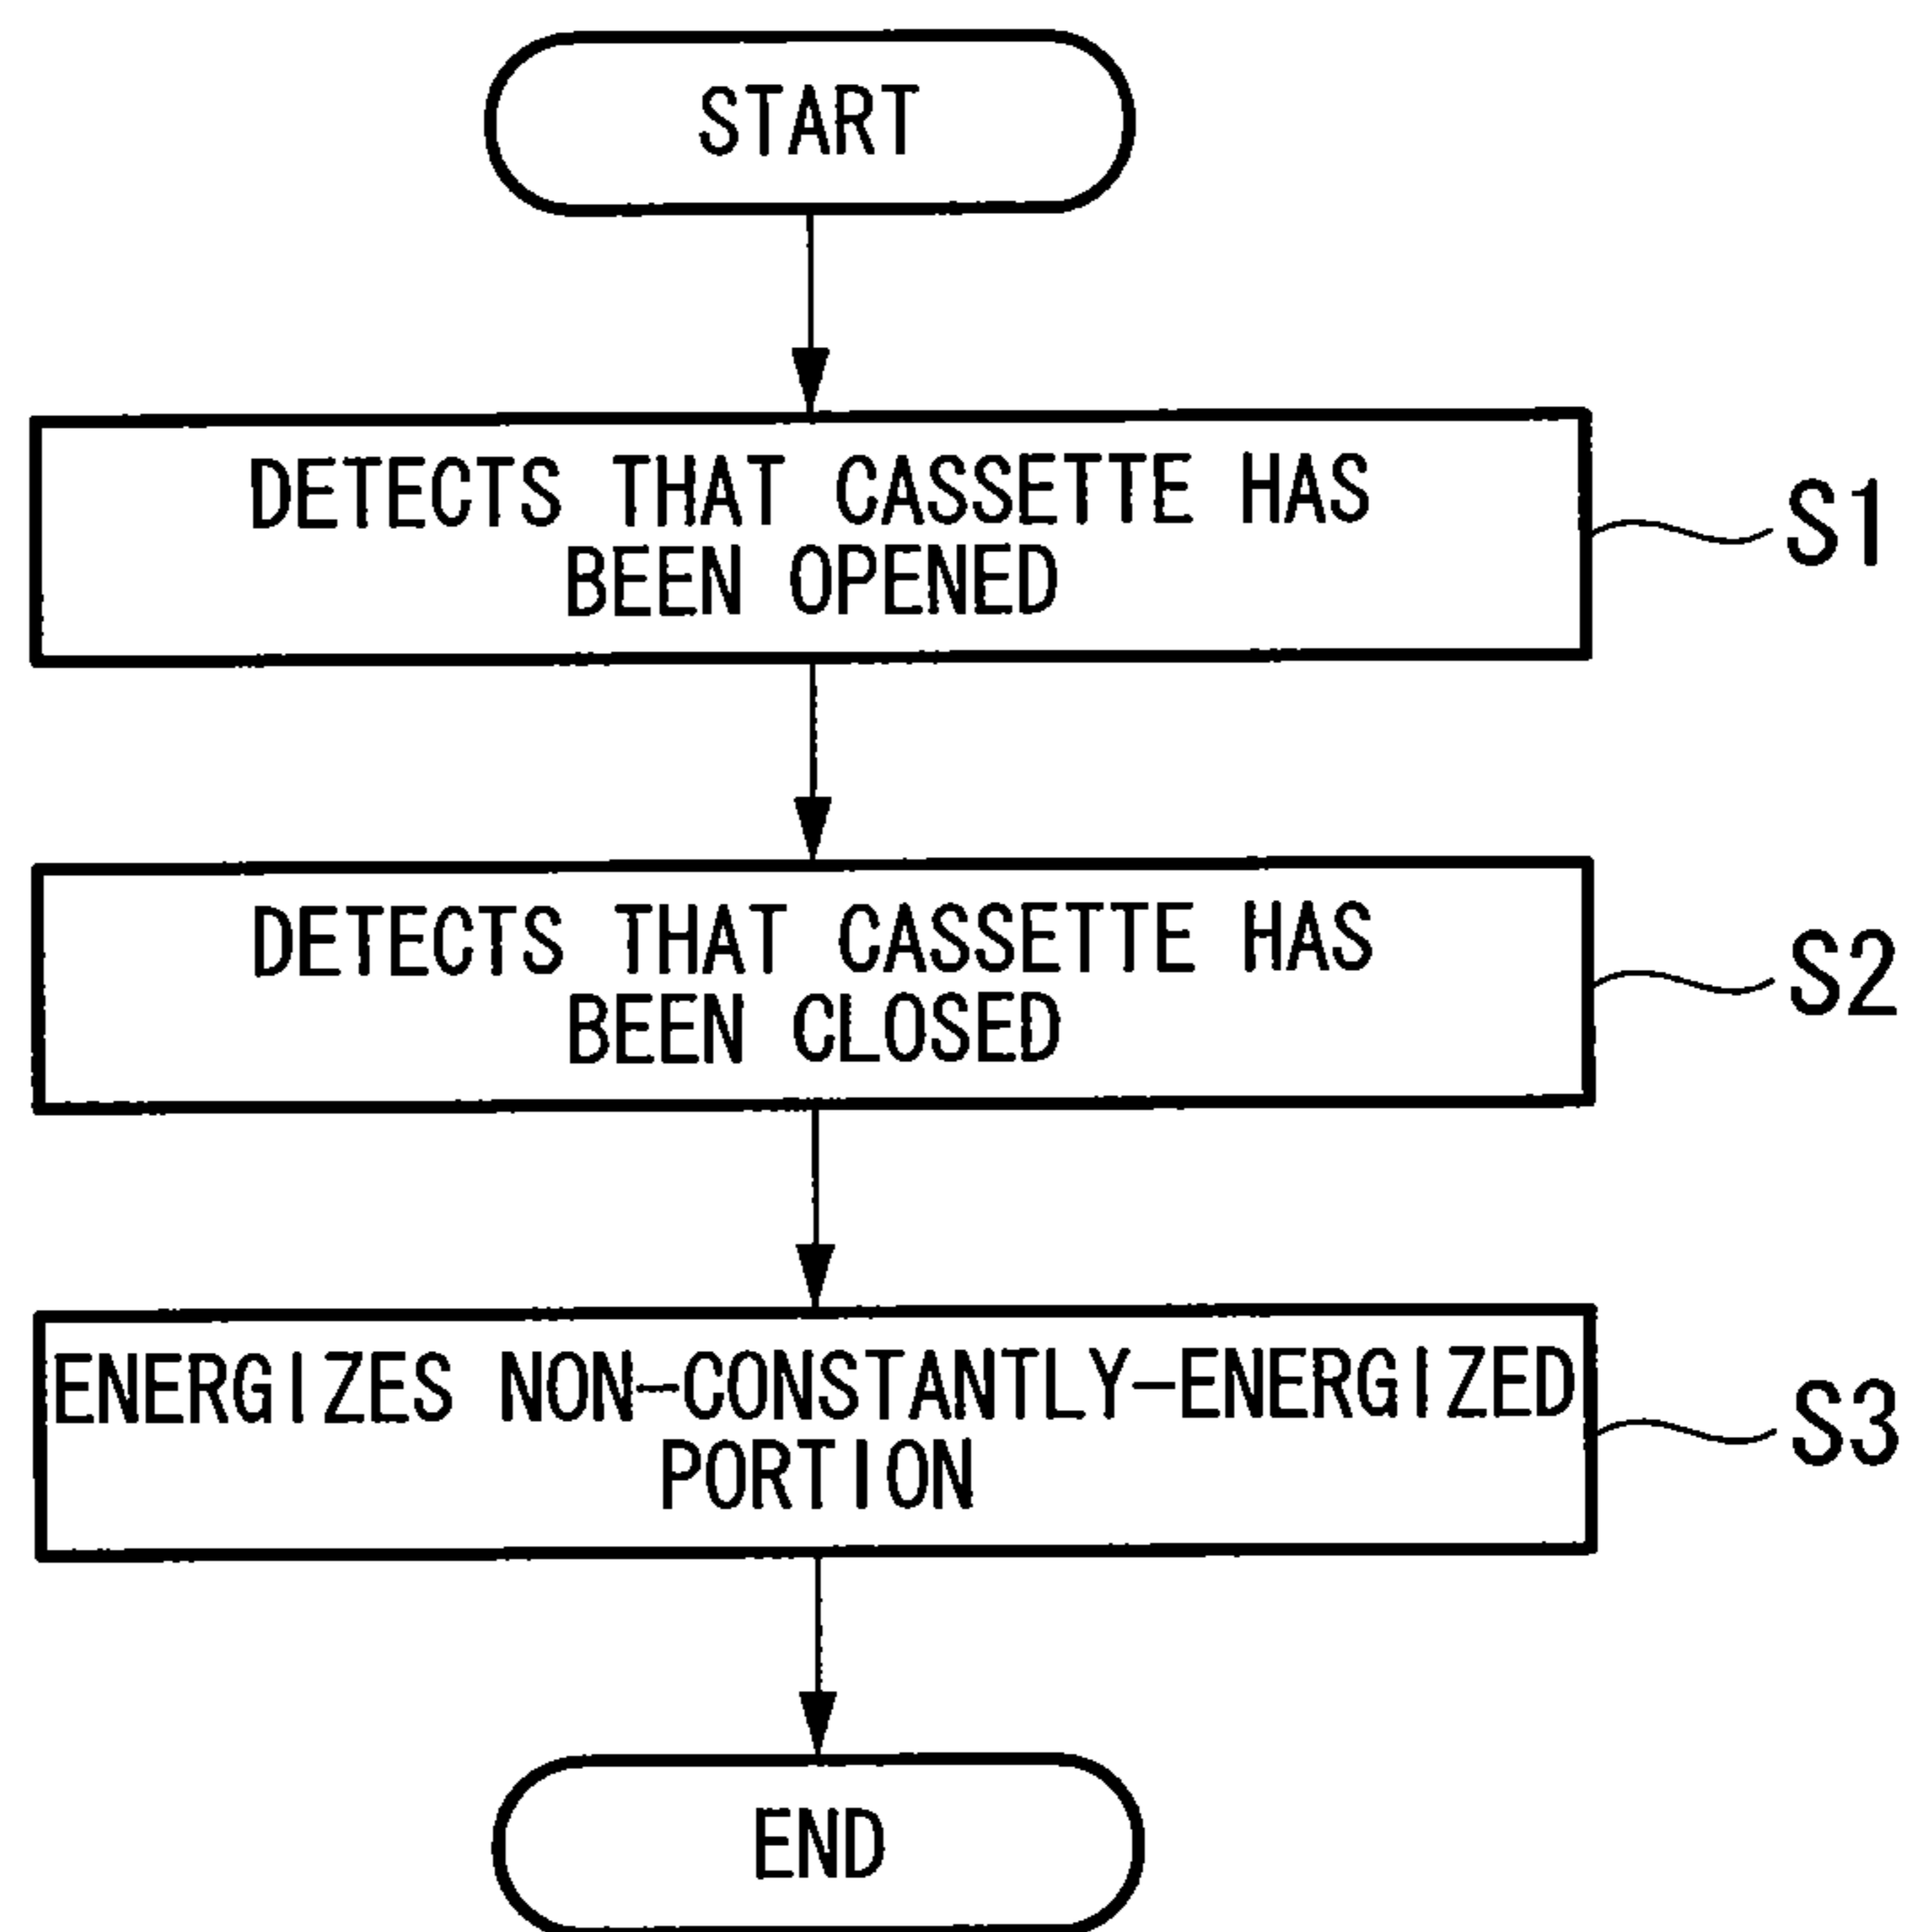 START
DETECTS THAT CASSETTE HAS
BEEN OPENED
S1
DETECTS THAT CASSETTE HAS
BEEN CLOSED
S2
ENERGIZES NON-CONSTANTLY-ENERGIZED
PORTION
S3
END